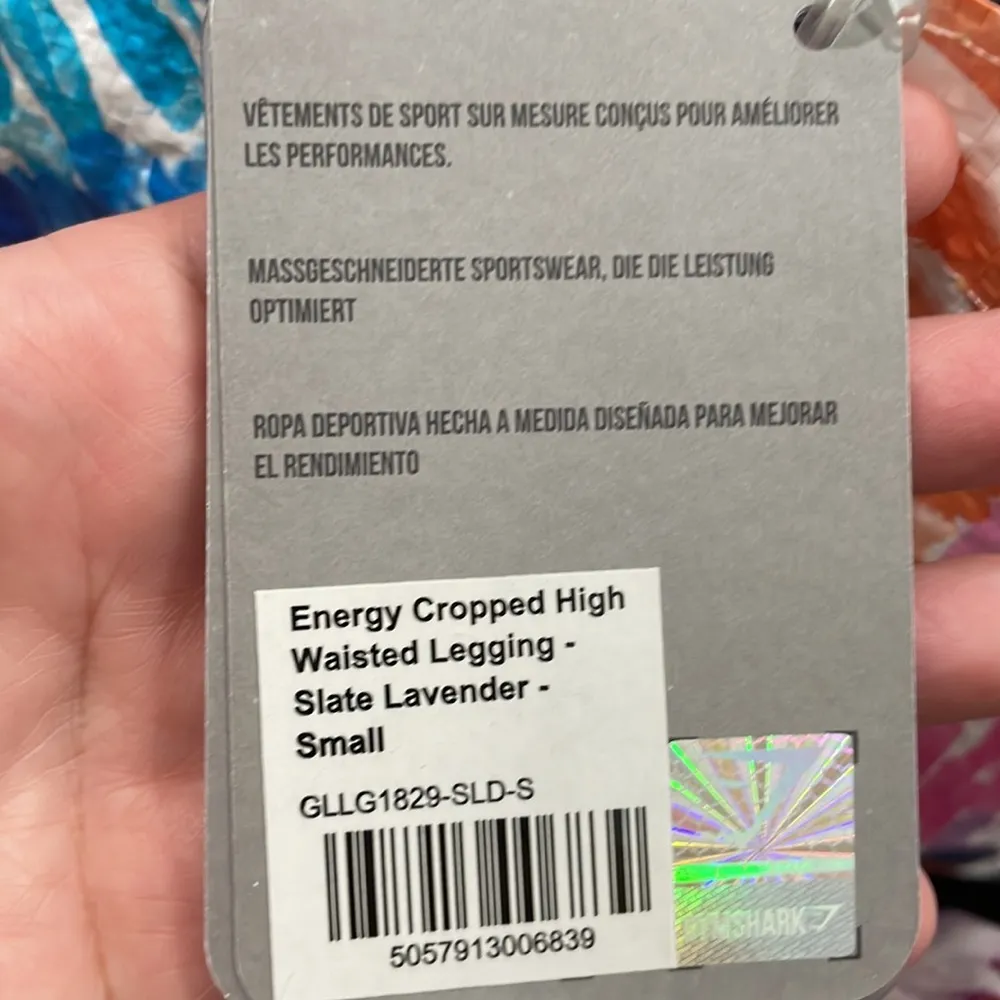 VÊTEMENTS DE SPORT SUR MESURE CONÇUS POUR AMÉLIORER
LES PERFORMANCES.
MASSGESCHNEIDERTE SPORTSWEAR, DIE DIE LEISTUNG
OPTIMIERT
ROPA DEPORTIVA HECHA A MEDIDA DISEÑADA PARA MEJORAR
EL RENDIMIENTO
Energy Cropped High
Waisted Legging -
Slate Lavender -
Small
GLLG1829-SLD-S
5057913006839
GYMSHARK